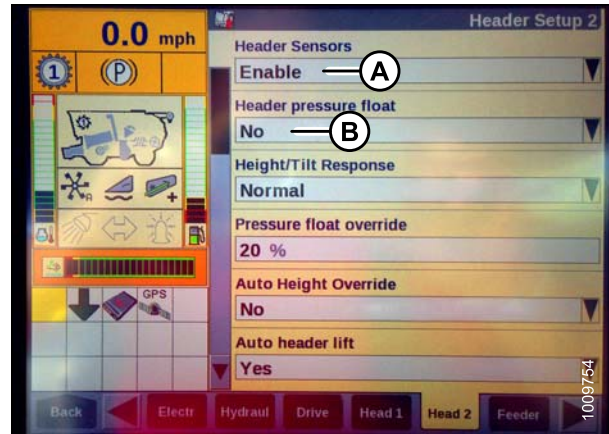 Header Setup 2
0.0 mph
1
(P)
Header Sensors
Enable
A
Header pressure float
No
B
Height/Tilt Response
Normal
A
+
Pressure float override
20 %
Auto Height Override
No
GPS
Auto header lift
Yes
1009754
Back
Electr
Hydraul
Drive
Head 1
Head 2
Feeder